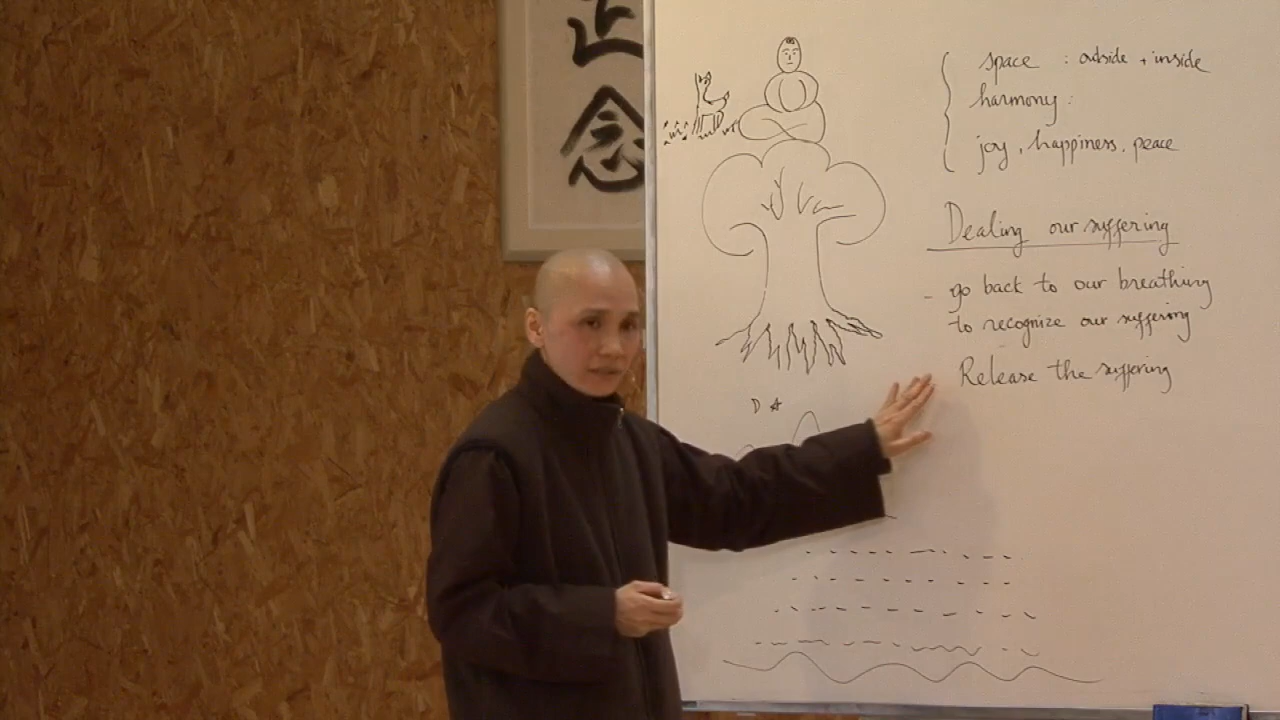 正
念
space : outside + inside
harmony :
joy, happiness, peace
Dealing our suffering
- go back to our breathing
to recognize our suffering
Release the suffering
D A